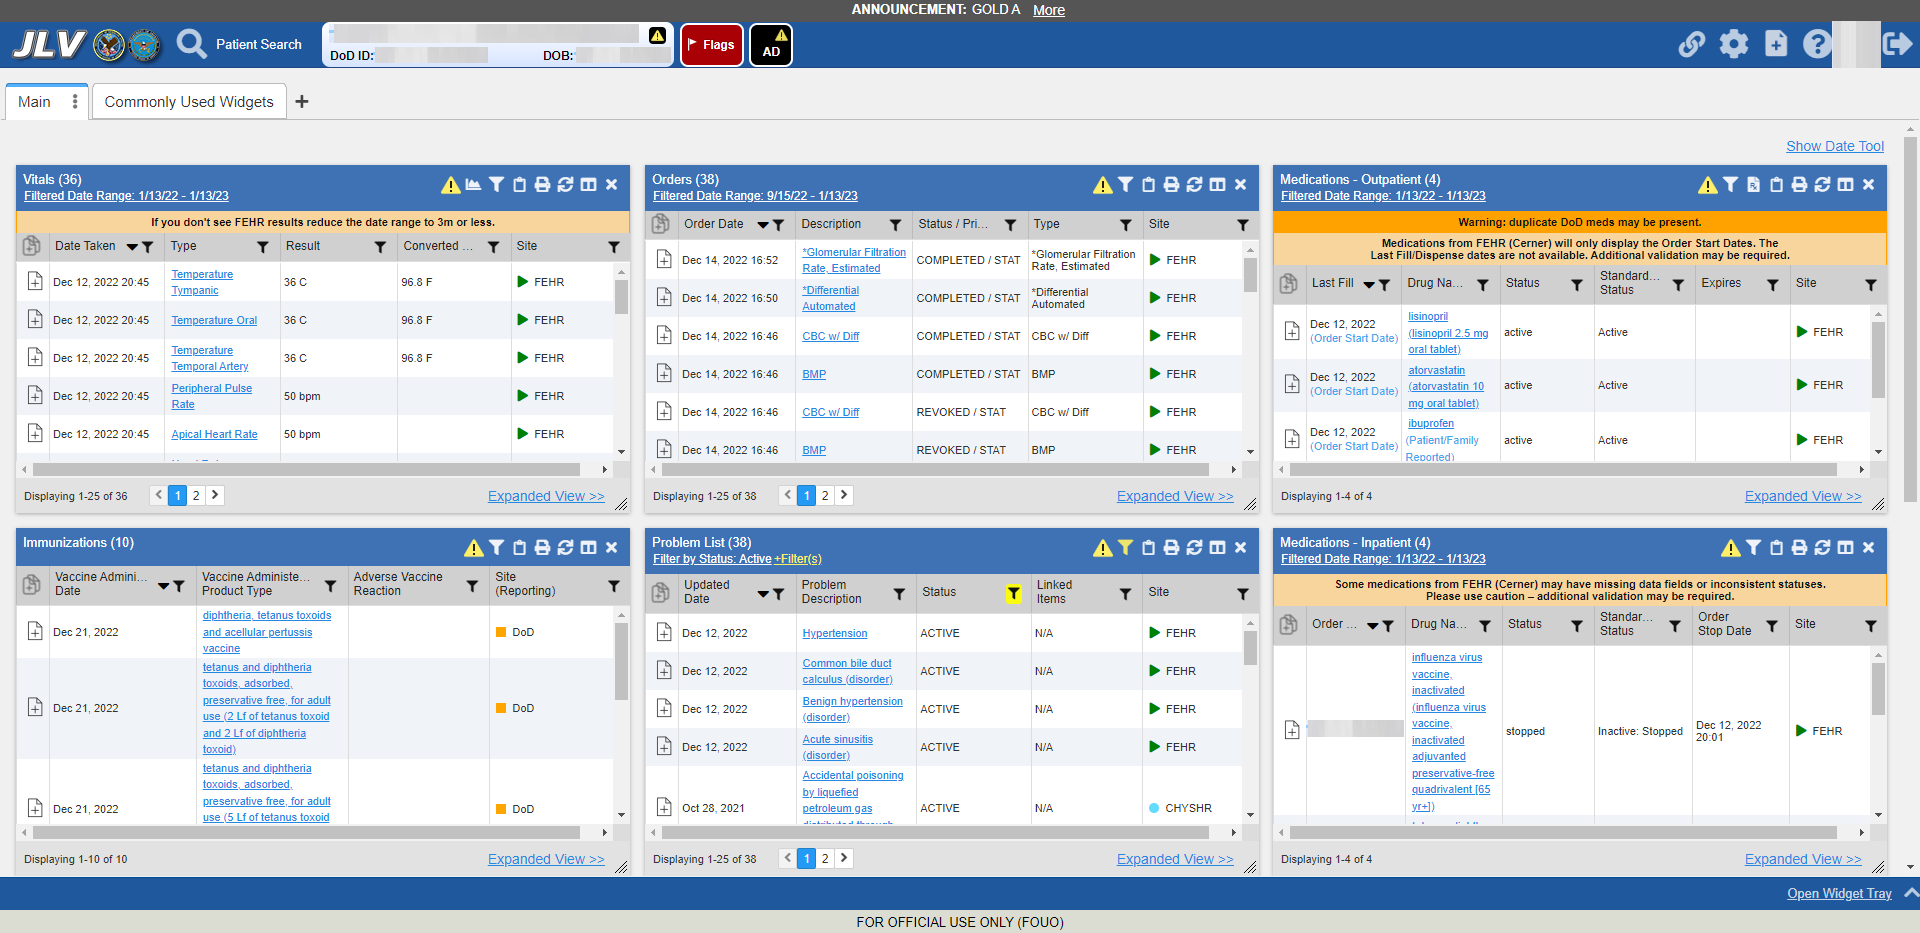 ANNOUNCEMENT: GOLD A More
JLV
Patient Search
DoD ID:
DOB:
Flags
AD
Main
Commonly Used Widgets
+
Show Date Tool
Vitals (36)
Filtered Date Range: 1/13/22 - 1/13/23
If you don't see FEHR results reduce the date range to 3m or less.
Date Taken Type Result Converted ... Site
Dec 12, 2022 20:45 Temperature Tympanic 36 C 96.8 F FEHR
Dec 12, 2022 20:45 Temperature Oral 36 C 96.8 F FEHR
Dec 12, 2022 20:45 Temperature Temporal Artery 36 C 96.8 F FEHR
Dec 12, 2022 20:45 Peripheral Pulse Rate 50 bpm FEHR
Dec 12, 2022 20:45 Apical Heart Rate 50 bpm FEHR
Displaying 1-25 of 36 1 2 Expanded View >>
Orders (38)
Filtered Date Range: 9/15/22 - 1/13/23
Order Date Description Status / Pri... Type Site
Dec 14, 2022 16:52 *Glomerular Filtration Rate, Estimated COMPLETED / STAT *Glomerular Filtration Rate, Estimated FEHR
Dec 14, 2022 16:50 *Differential Automated COMPLETED / STAT *Differential Automated FEHR
Dec 14, 2022 16:46 CBC w/ Diff COMPLETED / STAT CBC w/ Diff FEHR
Dec 14, 2022 16:46 BMP COMPLETED / STAT BMP FEHR
Dec 14, 2022 16:46 CBC w/ Diff REVOKED / STAT CBC w/ Diff FEHR
Dec 14, 2022 16:46 BMP REVOKED / STAT BMP FEHR
Displaying 1-25 of 38 1 2 Expanded View >>
Medications - Outpatient (4)
Filtered Date Range: 1/13/22 - 1/13/23
Warning: duplicate DoD meds may be present.
Medications from FEHR (Cerner) will only display the Order Start Dates. The
Last Fill/Dispense dates are not available. Additional validation may be required.
Last Fill Drug Na... Status Standard... Status Expires Site
Dec 12, 2022 (Order Start Date) lisinopril (lisinopril 2.5 mg oral tablet) active Active FEHR
Dec 12, 2022 (Order Start Date) atorvastatin (atorvastatin 10 mg oral tablet) active Active FEHR
Dec 12, 2022 (Order Start Date) ibuprofen (Patient/Family Reported) active Active FEHR
Displaying 1-4 of 4 Expanded View >>
Immunizations (10)
Vaccine Admini... Date Vaccine Administe... Product Type Adverse Vaccine Reaction Site (Reporting)
Dec 21, 2022 diphtheria, tetanus toxoids and acellular pertussis vaccine DoD
Dec 21, 2022 tetanus and diphtheria toxoids, adsorbed, preservative free, for adult use (2 Lf of tetanus toxoid and 2 Lf of diphtheria toxoid) DoD
Dec 21, 2022 tetanus and diphtheria toxoids, adsorbed, preservative free, for adult use (5 Lf of tetanus toxoid DoD
Displaying 1-10 of 10 Expanded View >>
Problem List (38)
Filter by Status: Active +Filter(s)
Updated Date Problem Description Status Linked Items Site
Dec 12, 2022 Hypertension ACTIVE N/A FEHR
Dec 12, 2022 Common bile duct calculus (disorder) ACTIVE N/A FEHR
Dec 12, 2022 Benign hypertension (disorder) ACTIVE N/A FEHR
Dec 12, 2022 Acute sinusitis (disorder) ACTIVE N/A FEHR
Oct 28, 2021 Accidental poisoning by liquefied petroleum gas distributed through ACTIVE N/A CHYSHR
Displaying 1-25 of 38 1 2 Expanded View >>
Medications - Inpatient (4)
Filtered Date Range: 1/13/22 - 1/13/23
Some medications from FEHR (Cerner) may have missing data fields or inconsistent statuses.
Please use caution – additional validation may be required.
Order ... Drug Na... Status Standar... Status Order Stop Date Site
influenza virus vaccine, inactivated (influenza virus vaccine, inactivated adjuvanted preservative-free quadrivalent [65 yr+]) stopped Inactive: Stopped Dec 12, 2022 20:01 FEHR
Displaying 1-4 of 4 Expanded View >>
Open Widget Tray
FOR OFFICIAL USE ONLY (FOUO)